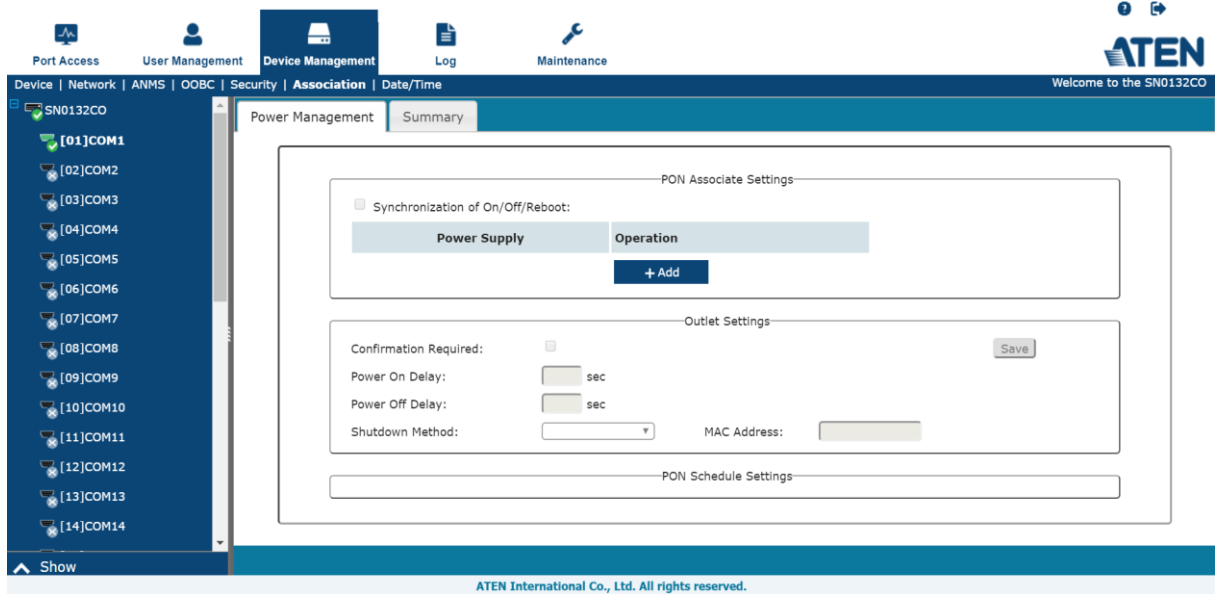 Port Access
User Management
Device Management
Log
Maintenance
ATEN
Device | Network | ANMS | OOBC | Security | Association | Date/Time
Welcome to the SN0132CO
SN0132CO
[01]COM1
[02]COM2
[03]COM3
[04]COM4
[05]COM5
[06]COM6
[07]COM7
[08]COM8
[09]COM9
[10]COM10
[11]COM11
[12]COM12
[13]COM13
[14]COM14
Show
Power Management
Summary
PON Associate Settings
Synchronization of On/Off/Reboot:
Power Supply
Operation
+ Add
Outlet Settings
Confirmation Required:
Save
Power On Delay:
sec
Power Off Delay:
sec
Shutdown Method:
MAC Address:
PON Schedule Settings
ATEN International Co., Ltd. All rights reserved.